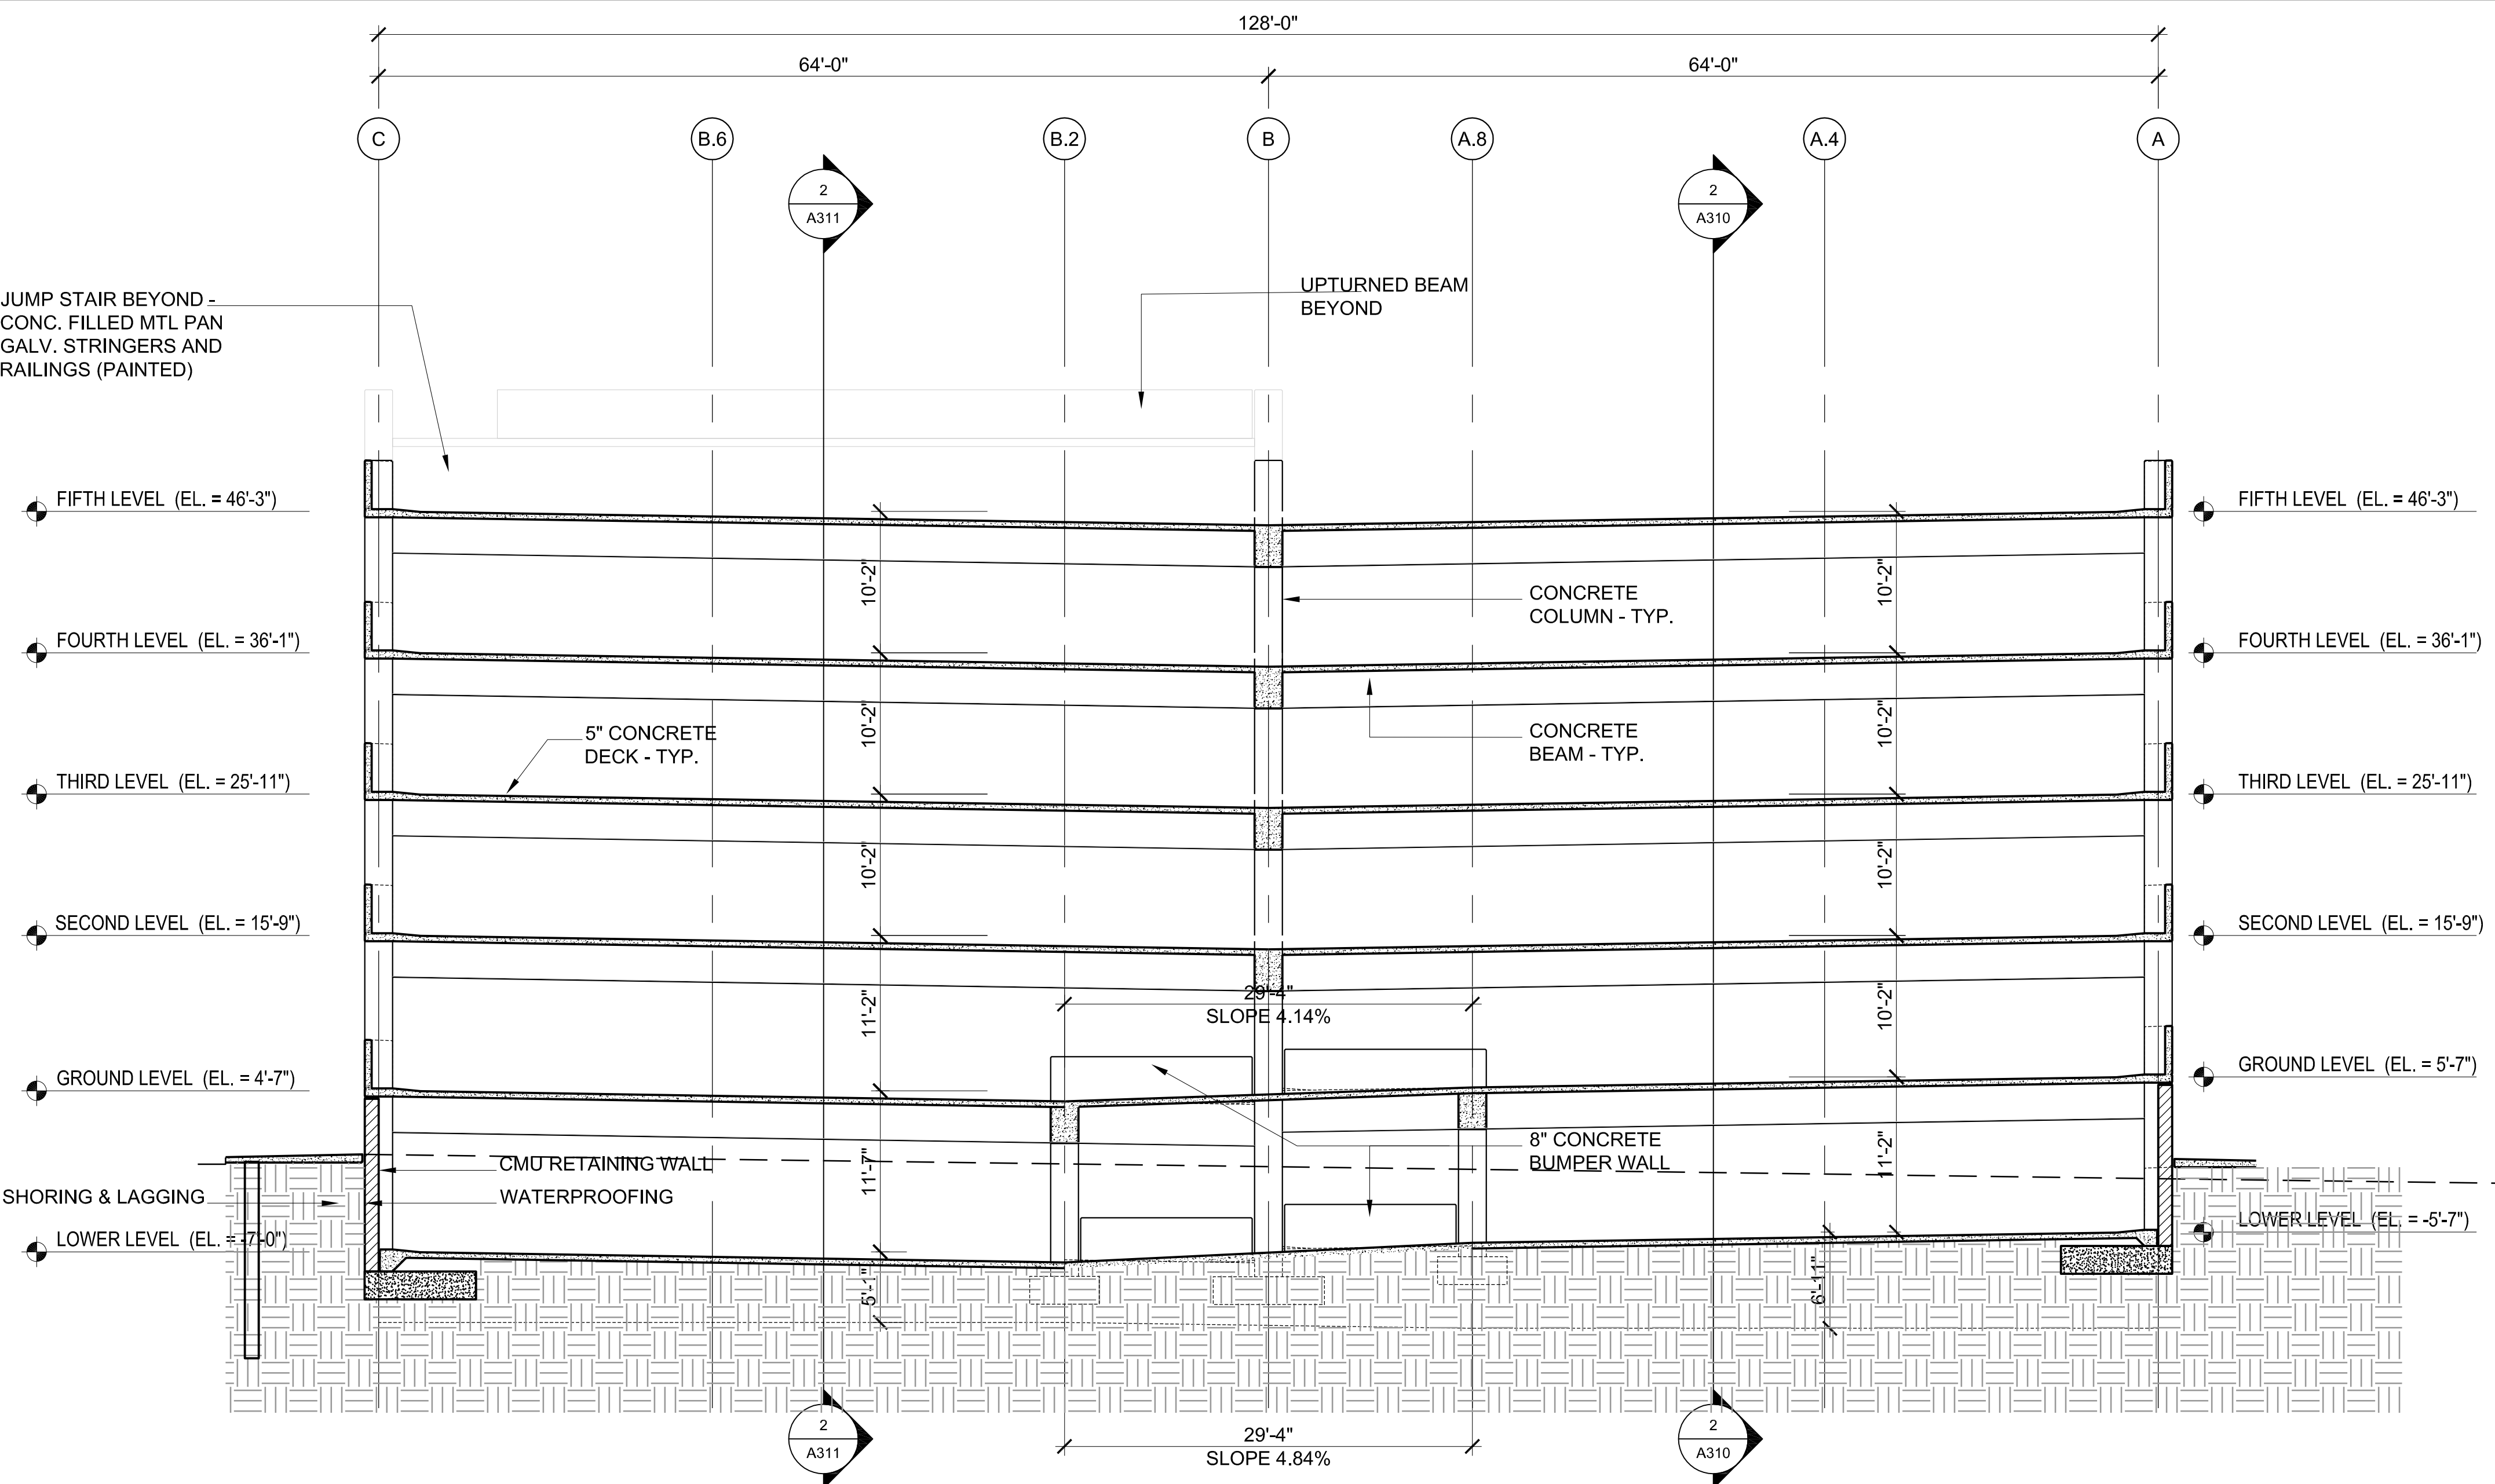 128'-0"
64'-0"
64'-0"
C
B.6
B.2
B
A.8
A.4
A
2
A311
2
A310
JUMP STAIR BEYOND -
CONC. FILLED MTL PAN
GALV. STRINGERS AND
RAILINGS (PAINTED)
UPTURNED BEAM
BEYOND
FIFTH LEVEL (EL. = 46'-3")
FIFTH LEVEL (EL. = 46'-3")
10'-2"
10'-2"
CONCRETE
COLUMN - TYP.
FOURTH LEVEL (EL. = 36'-1")
FOURTH LEVEL (EL. = 36'-1")
10'-2"
10'-2"
5" CONCRETE
DECK - TYP.
CONCRETE
BEAM - TYP.
THIRD LEVEL (EL. = 25'-11")
THIRD LEVEL (EL. = 25'-11")
10'-2"
10'-2"
SECOND LEVEL (EL. = 15'-9")
SECOND LEVEL (EL. = 15'-9")
29'-4"
SLOPE 4.14%
11'-2"
10'-2"
GROUND LEVEL (EL. = 4'-7")
GROUND LEVEL (EL. = 5'-7")
8" CONCRETE
BUMPER WALL
CMU RETAINING WALL
11'-7"
11'-2"
SHORING & LAGGING
WATERPROOFING
LOWER LEVEL (EL. = -7'-0")
LOWER LEVEL (EL. = -5'-7")
5'-1"
6'-11"
2
A311
29'-4"
SLOPE 4.84%
2
A310